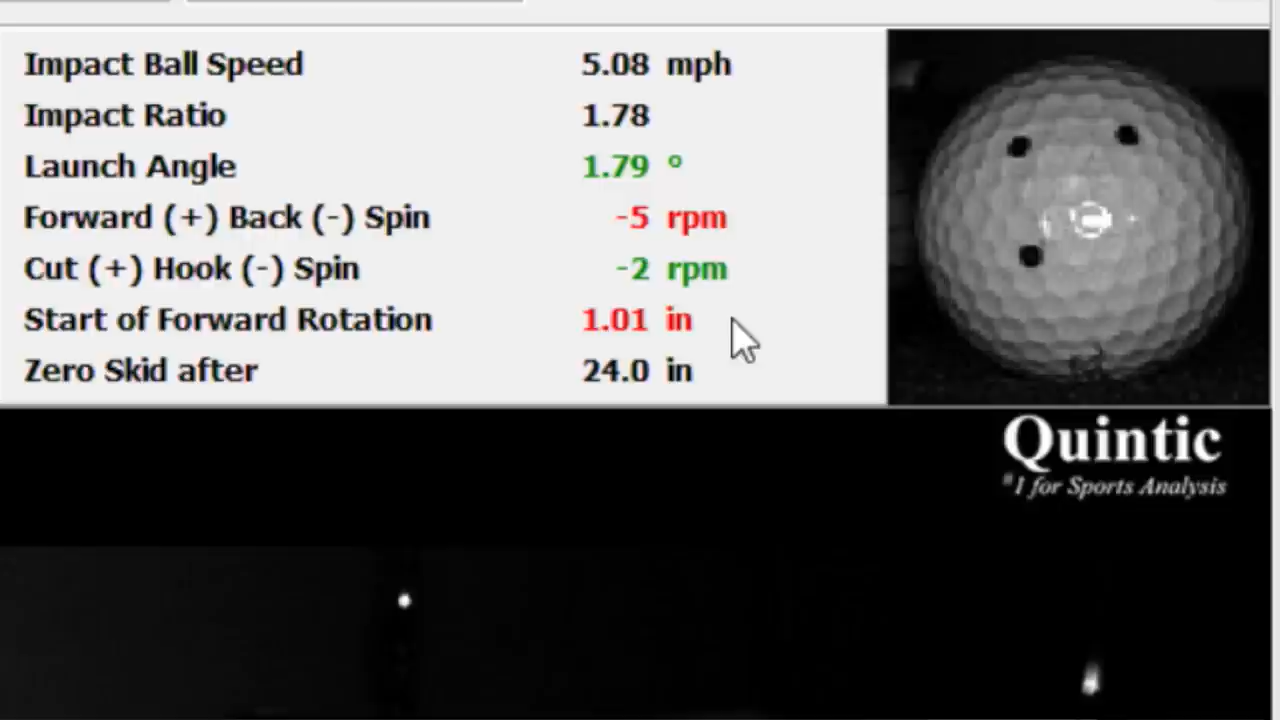 Impact Ball Speed 5.08 mph
Impact Ratio 1.78
Launch Angle 1.79 °
Forward (+) Back (-) Spin -5 rpm
Cut (+) Hook (-) Spin -2 rpm
Start of Forward Rotation 1.01 in
Zero Skid after 24.0 in
Quintic
#1 for Sports Analysis